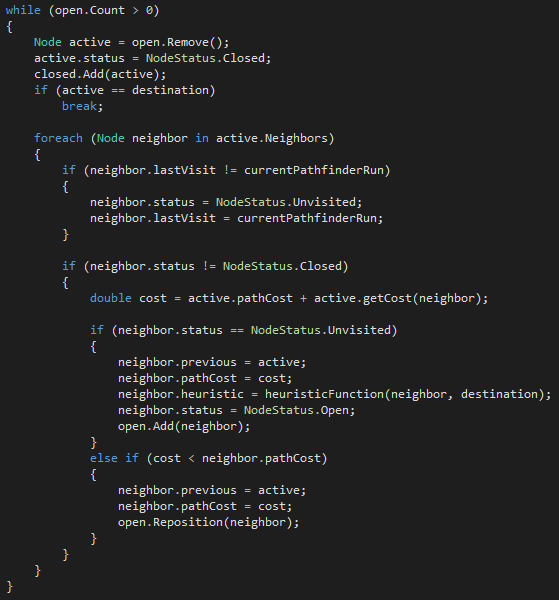 while (open.Count > 0)
{
    Node active = open.Remove();
    active.status = NodeStatus.Closed;
    closed.Add(active);
    if (active == destination)
        break;

    foreach (Node neighbor in active.Neighbors)
    {
        if (neighbor.lastVisit != currentPathfinderRun)
        {
            neighbor.status = NodeStatus.Unvisited;
            neighbor.lastVisit = currentPathfinderRun;
        }

        if (neighbor.status != NodeStatus.Closed)
        {
            double cost = active.pathCost + active.getCost(neighbor);

            if (neighbor.status == NodeStatus.Unvisited)
            {
                neighbor.previous = active;
                neighbor.pathCost = cost;
                neighbor.heuristic = heuristicFunction(neighbor, destination);
                neighbor.status = NodeStatus.Open;
                open.Add(neighbor);
            }
            else if (cost < neighbor.pathCost)
            {
                neighbor.previous = active;
                neighbor.pathCost = cost;
                open.Reposition(neighbor);
            }
        }
    }
}